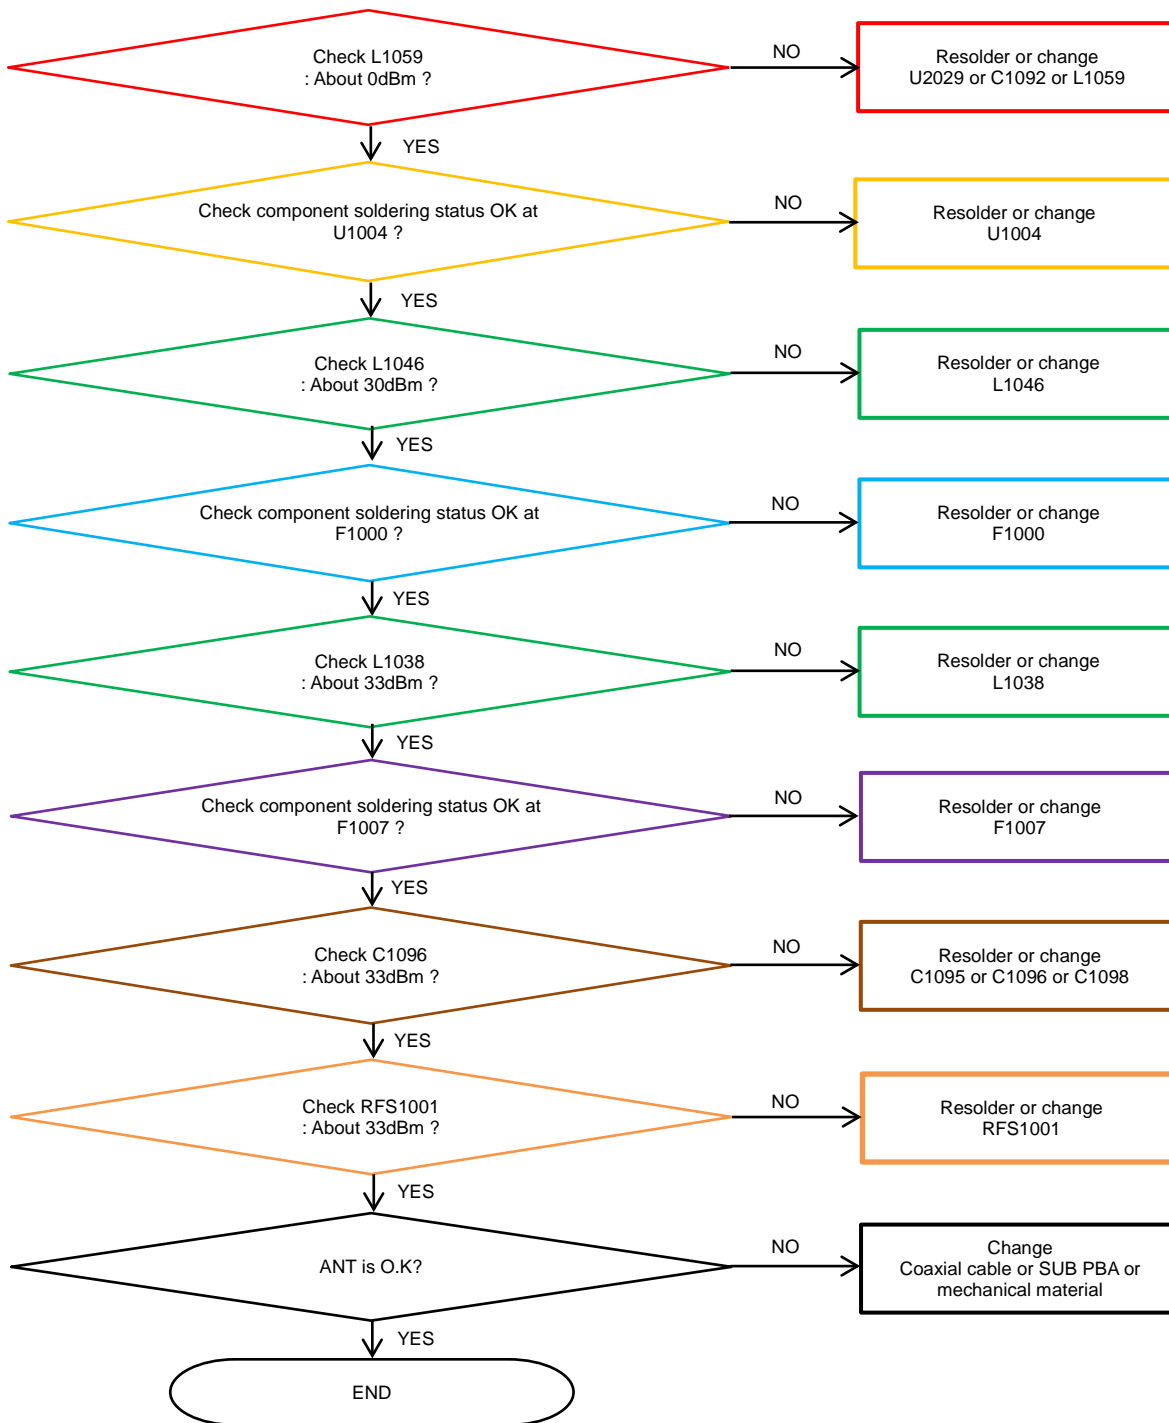 Check L1059
: About 0dBm ?
NO
Resolder or change
U2029 or C1092 or L1059
YES
Check component soldering status OK at
U1004 ?
NO
Resolder or change
U1004
YES
Check L1046
: About 30dBm ?
NO
Resolder or change
L1046
YES
Check component soldering status OK at
F1000 ?
NO
Resolder or change
F1000
YES
Check L1038
: About 33dBm ?
NO
Resolder or change
L1038
YES
Check component soldering status OK at
F1007 ?
NO
Resolder or change
F1007
YES
Check C1096
: About 33dBm ?
NO
Resolder or change
C1095 or C1096 or C1098
YES
Check RFS1001
: About 33dBm ?
NO
Resolder or change
RFS1001
YES
ANT is O.K?
NO
Change
Coaxial cable or SUB PBA or
mechanical material
YES
END